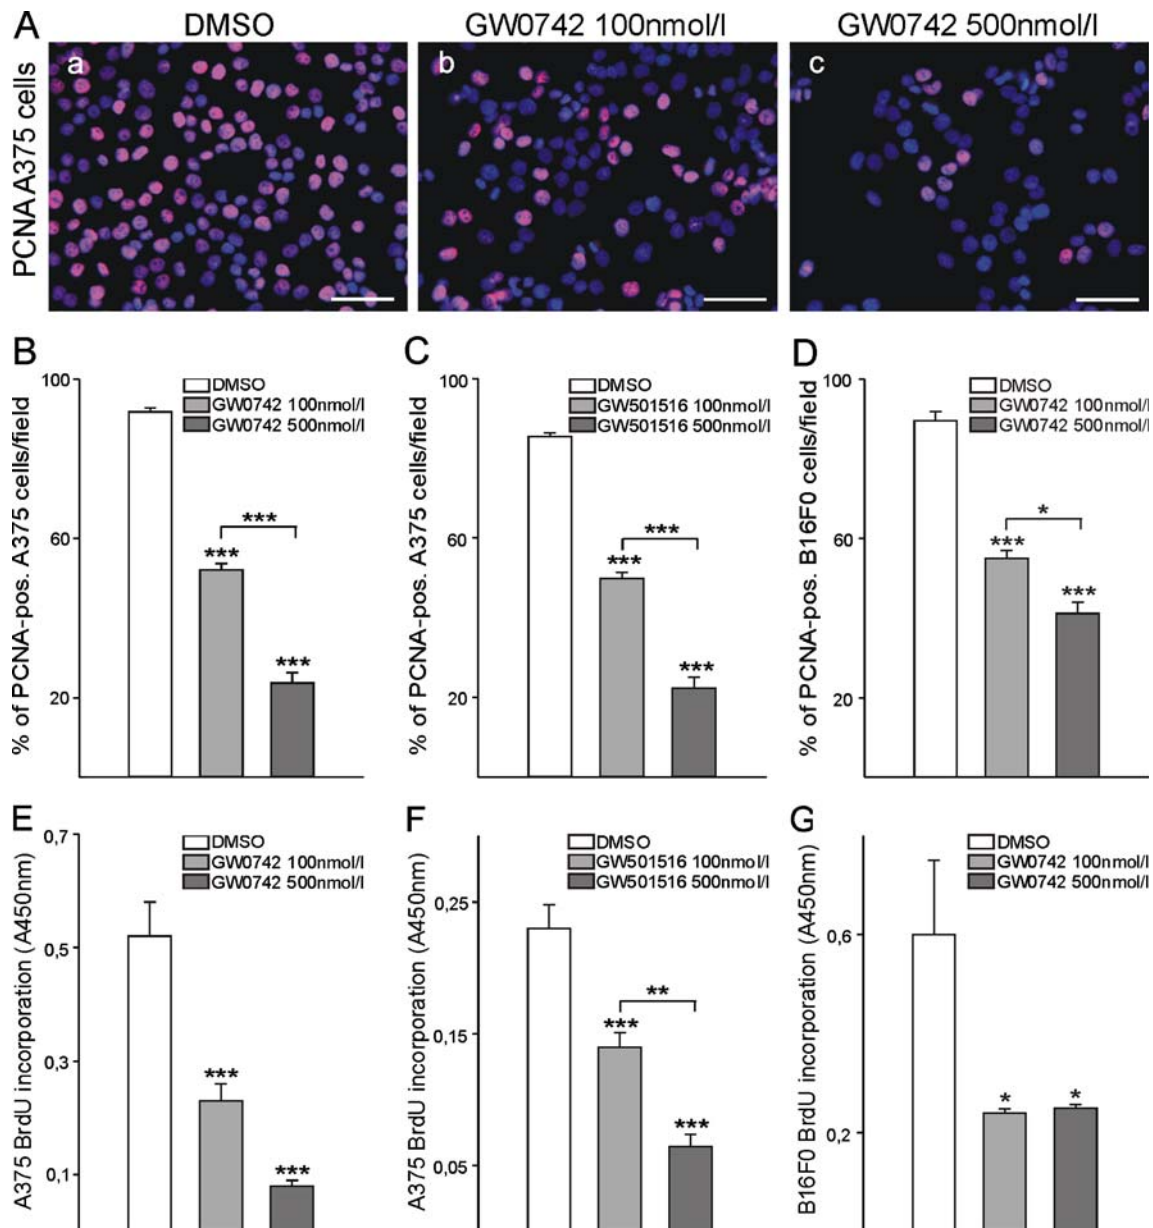 A
DMSO
GW0742 100nmol/l
GW0742 500nmol/l
PCNA A375 cells
a
b
c
B
% of PCNA-pos. A375 cells/field
100
60
20
DMSO
GW0742 100nmol/l
GW0742 500nmol/l
***
***
***
C
% of PCNA-pos. A375 cells/field
100
60
20
DMSO
GW501516 100nmol/l
GW501516 500nmol/l
***
***
***
D
% of PCNA-pos. B16F0 cells/field
100
60
20
DMSO
GW0742 100nmol/l
GW0742 500nmol/l
*
***
***
E
A375 BrdU incorporation (A450nm)
0,7
0,5
0,3
0,1
DMSO
GW0742 100nmol/l
GW0742 500nmol/l
***
***
F
A375 BrdU incorporation (A450nm)
0,25
0,15
0,05
DMSO
GW501516 100nmol/l
GW501516 500nmol/l
**
***
***
G
B16F0 BrdU incorporation (A450nm)
0,6
0,2
DMSO
GW0742 100nmol/l
GW0742 500nmol/l
*
*